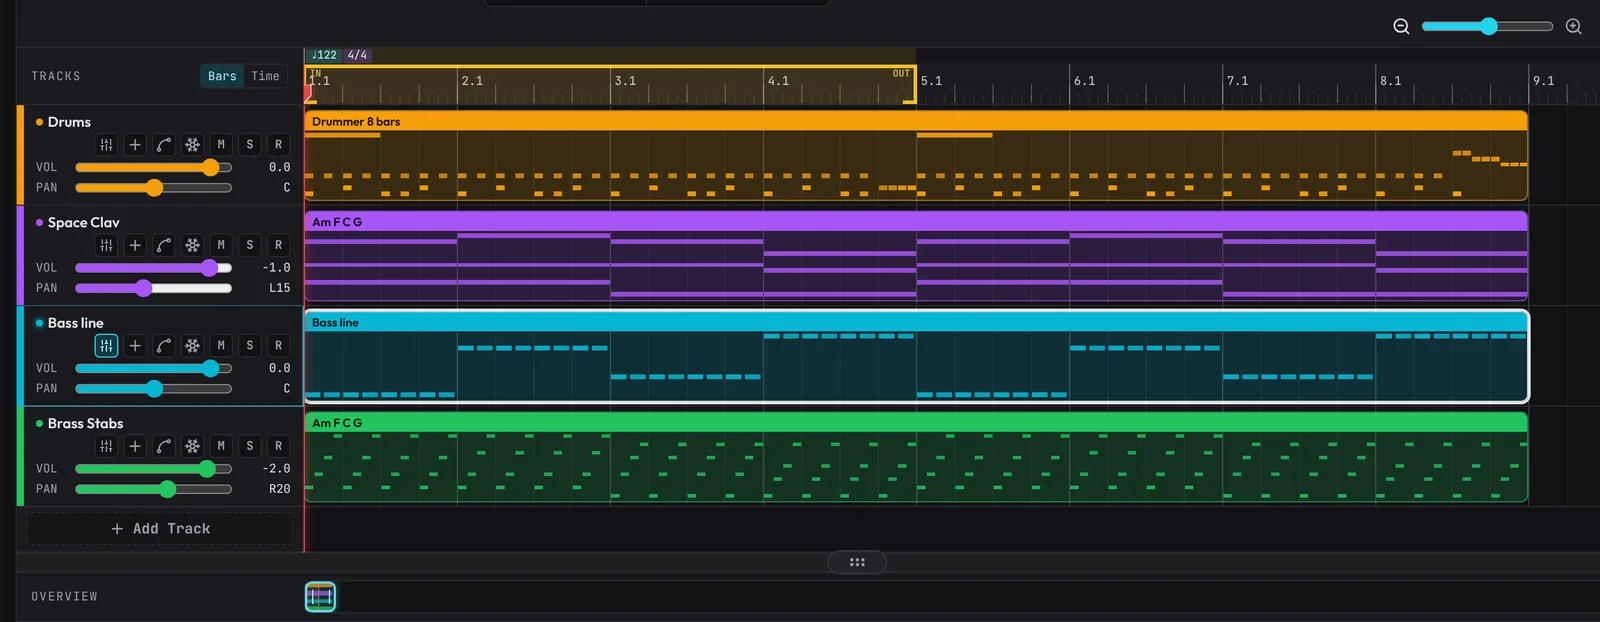 ♩122 4/4
TRACKS Bars Time
IN OUT
1.1 2.1 3.1 4.1 5.1 6.1 7.1 8.1 9.1
Drums
M S R
VOL 0.0
PAN C
Drummer 8 bars
Space Clav
M S R
VOL -1.0
PAN L15
Am F C G
Bass line
M S R
VOL 0.0
PAN C
Bass line
Brass Stabs
M S R
VOL -2.0
PAN R20
Am F C G
+ Add Track
OVERVIEW